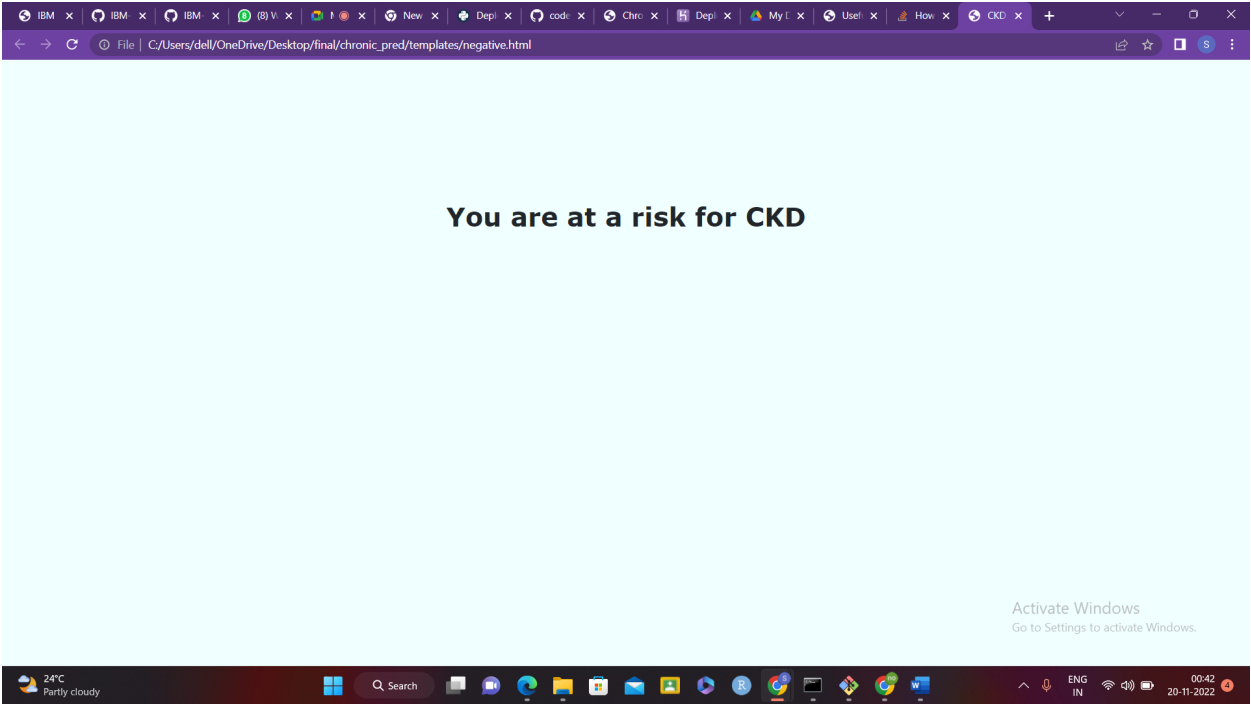 IBM
IBM-
IBM-
(8) W
New
Depl
code
Chro
Depl
My D
Usef
How
CKD
File
C:/Users/dell/OneDrive/Desktop/final/chronic_pred/templates/negative.html
S
You are at a risk for CKD
Activate Windows
Go to Settings to activate Windows.
24°C
Partly cloudy
Search
ENG
IN
00:42
20-11-2022
4